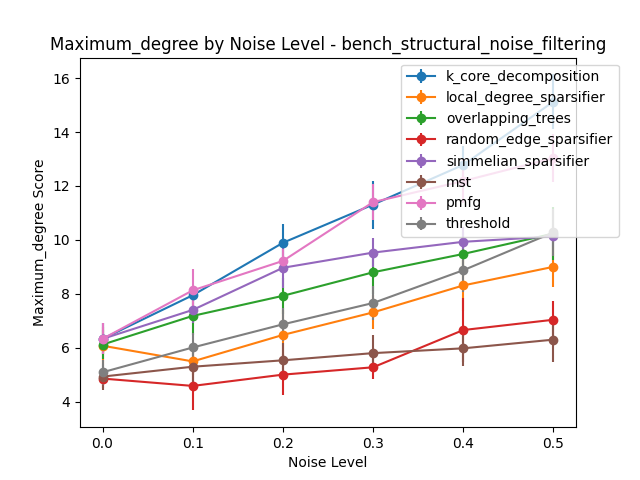 Maximum_degree by Noise Level - bench_structural_noise_filtering
Maximum_degree Score
16
14
12
10
8
6
4
k_core_decomposition
local_degree_sparsifier
overlapping_trees
random_edge_sparsifier
simmelian_sparsifier
mst
pmfg
threshold
0.0 0.1 0.2 0.3 0.4 0.5
Noise Level